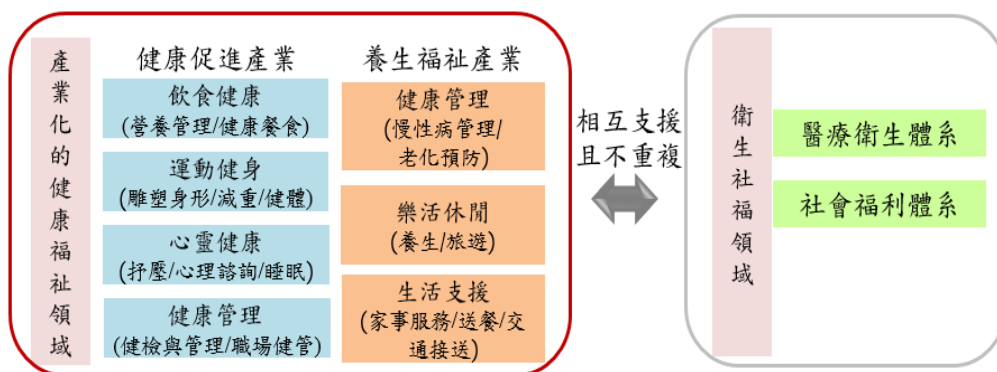 產業化的健康福祉領域
健康促進產業
飲食健康
(營養管理/健康餐食)
運動健身
(雕塑身形/減重/健體)
心靈健康
(抒壓/心理諮詢/睡眠)
健康管理
(健檢與管理/職場健管)
養生福祉產業
健康管理
(慢性病管理/
老化預防)
樂活休閒
(養生/旅遊)
生活支援
(家事服務/送餐/交
通接送)
相互支援
且不重複
衛生社福領域
醫療衛生體系
社會福利體系